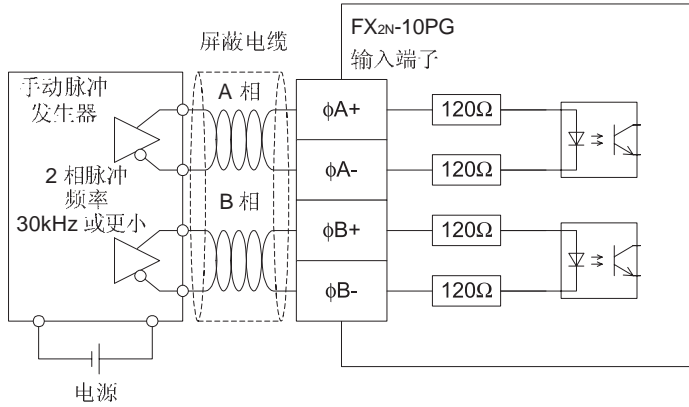 FX2N-10PG
输入端子
屏蔽电缆
手动脉冲
发生器
A 相
φA+
120Ω
φA-
120Ω
2 相脉冲
频率
30kHz 或更小
B 相
φB+
120Ω
φB-
120Ω
电源